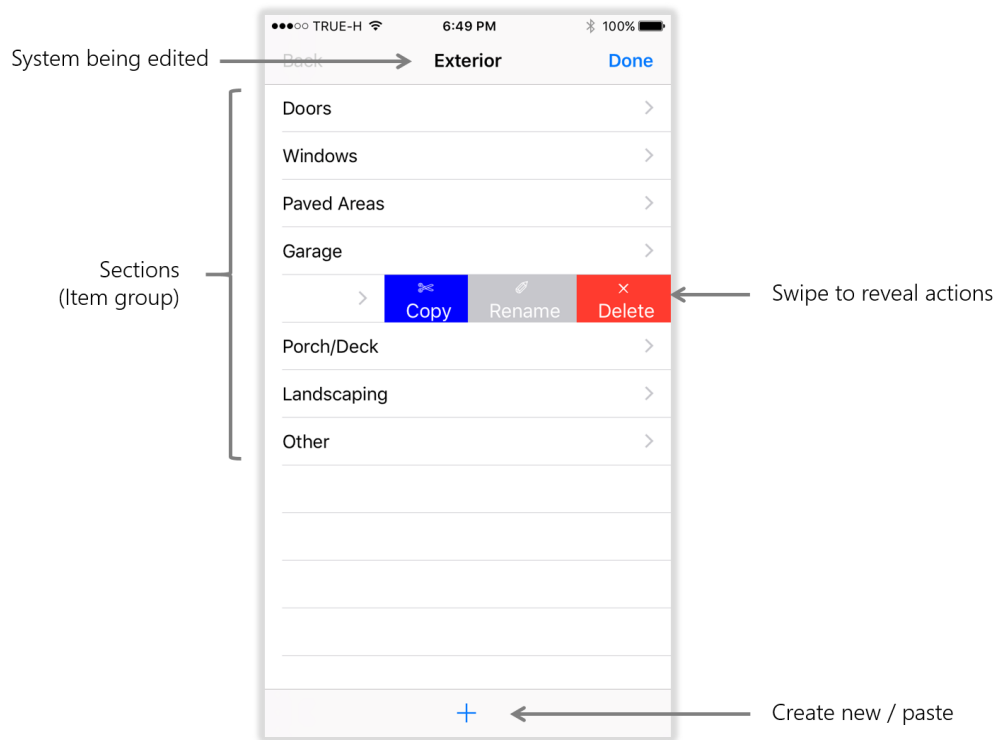 TRUE-H 6:49 PM 100%
System being edited
Back Exterior Done
Doors
Windows
Paved Areas
Garage
Sections
(Item group)
Copy Rename Delete
Swipe to reveal actions
Porch/Deck
Landscaping
Other
Create new / paste